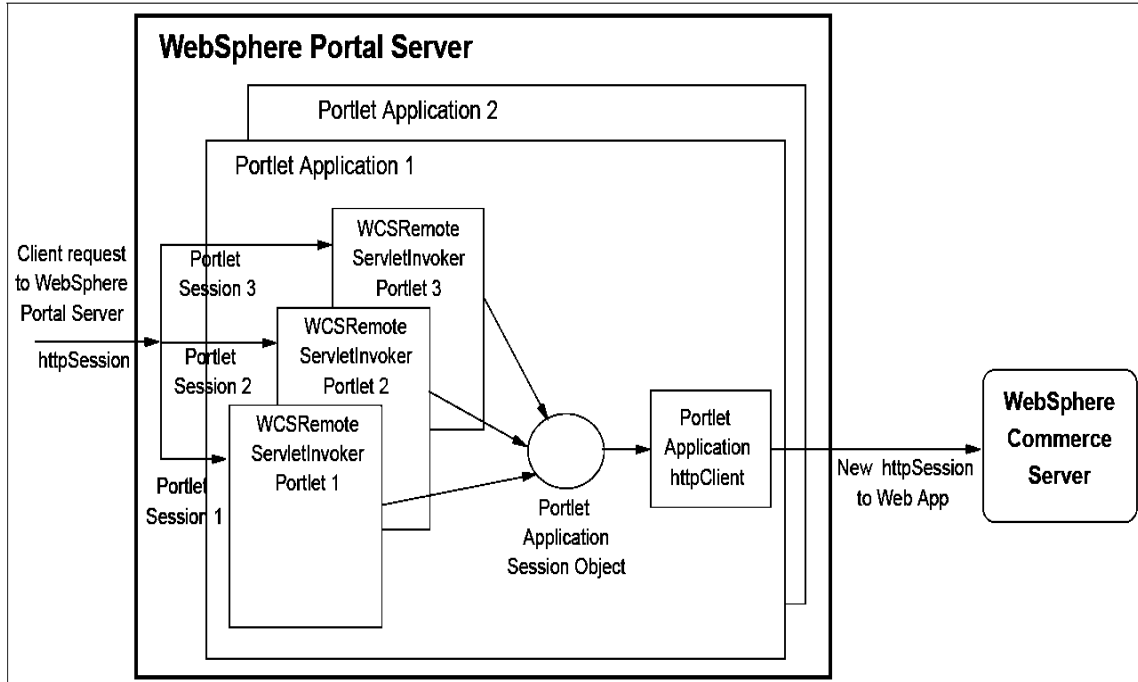 WebSphere Portal Server
Portlet Application 2
Portlet Application 1
Client request
to WebSphere
Portal Server
httpSession
Portlet
Session 3
WCSRemote
ServletInvoker
Portlet 3
Portlet
Session 2
WCSRemote
ServletInvoker
Portlet 2
Portlet
Session 1
WCSRemote
ServletInvoker
Portlet 1
Portlet
Application
Session Object
Portlet
Application
httpClient
New httpSession
to Web App
WebSphere
Commerce
Server